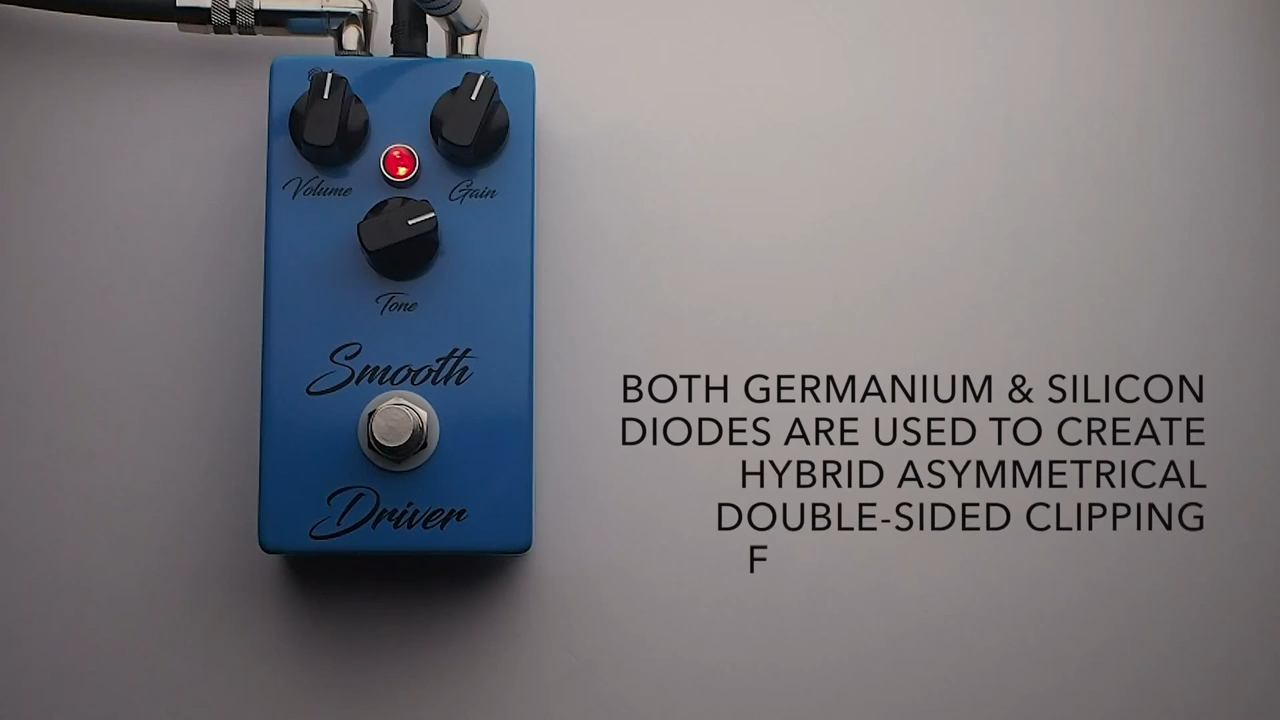 Volume
Gain
Tone
Smooth
Driver
BOTH GERMANIUM & SILICON
DIODES ARE USED TO CREATE
HYBRID ASYMMETRICAL
DOUBLE-SIDED CLIPPING
F